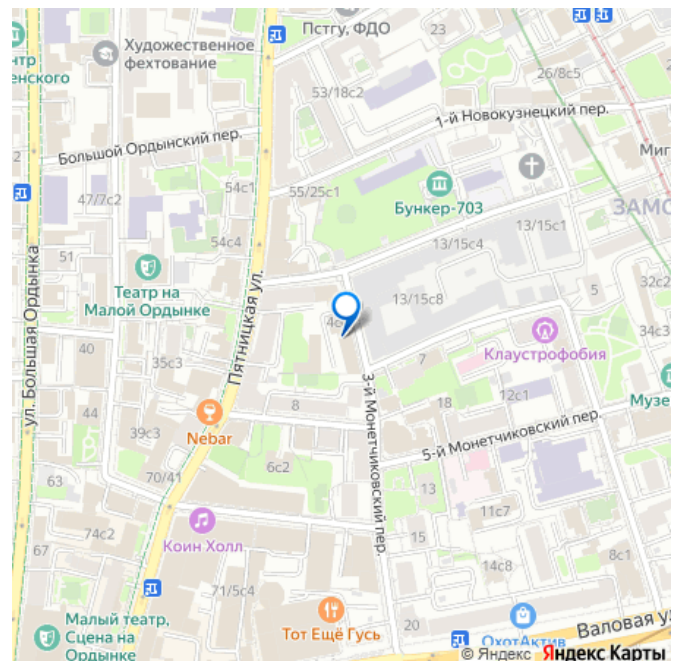 Пстгу, ФДО
23
Художественное
фехтование
26/8с5
53/18с2
1-й Новокузнецкий пер.
Большой Ордынский пер.
54с1
47/7с2
55/25с1
Бункер-703
ЗАМО
13/15с1
54с4
13/15с4
51
Театр на
Малой Ордынке
ул. Большая Ордынка
Пятницкая ул.
13/15с8
5
32с2
34с3
40
35с3
7
Клаустрофобия
8
12с1
Музе
44
18
39с3
Nebar
3-й Монетчиковский пер.
5-й Монетчиковский пер.
6с2
63
70/41
13
11с7
74с2
Коин Холл
15
67
8с1
71/5с4
14с8
Малый театр,
Сцена на
Ордынке
Тот Ещё Гусь
20
ОхотАктив
Валовая у
© Яндекс Яндекс Карты